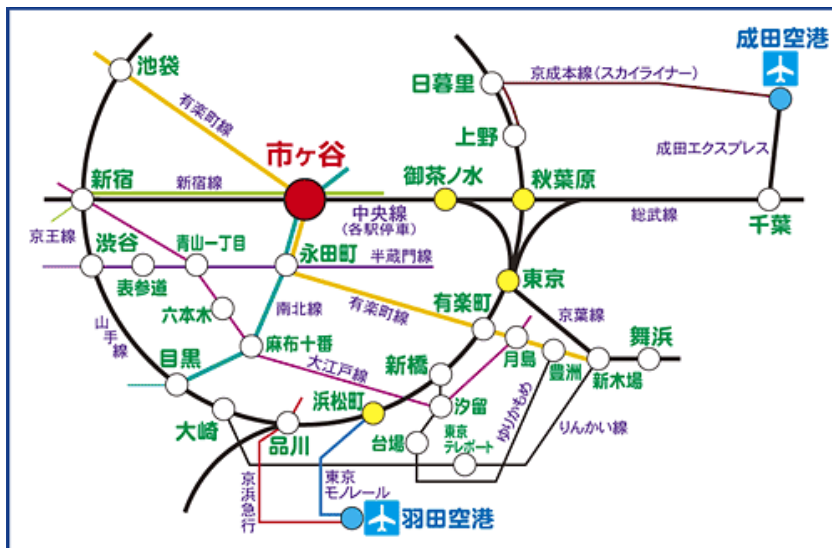 成田空港
池袋
日暮里
京成本線(スカイライナー)
有楽町線
上野
成田エクスプレス
市ヶ谷
新宿
新宿線
御茶ノ水
秋葉原
中央線
(各駅停車)
総武線
千葉
京王線
渋谷
青山一丁目
永田町
半蔵門線
表参道
東京
六本木
南北線
有楽町線
有楽町
京葉線
山手線
麻布十番
月島
豊洲
舞浜
新木場
目黒
大江戸線
新橋
浜松町
汐留
ゆりかもめ
りんかい線
大崎
品川
台場
東京
テレポート
京浜急行
東京
モノレール
羽田空港